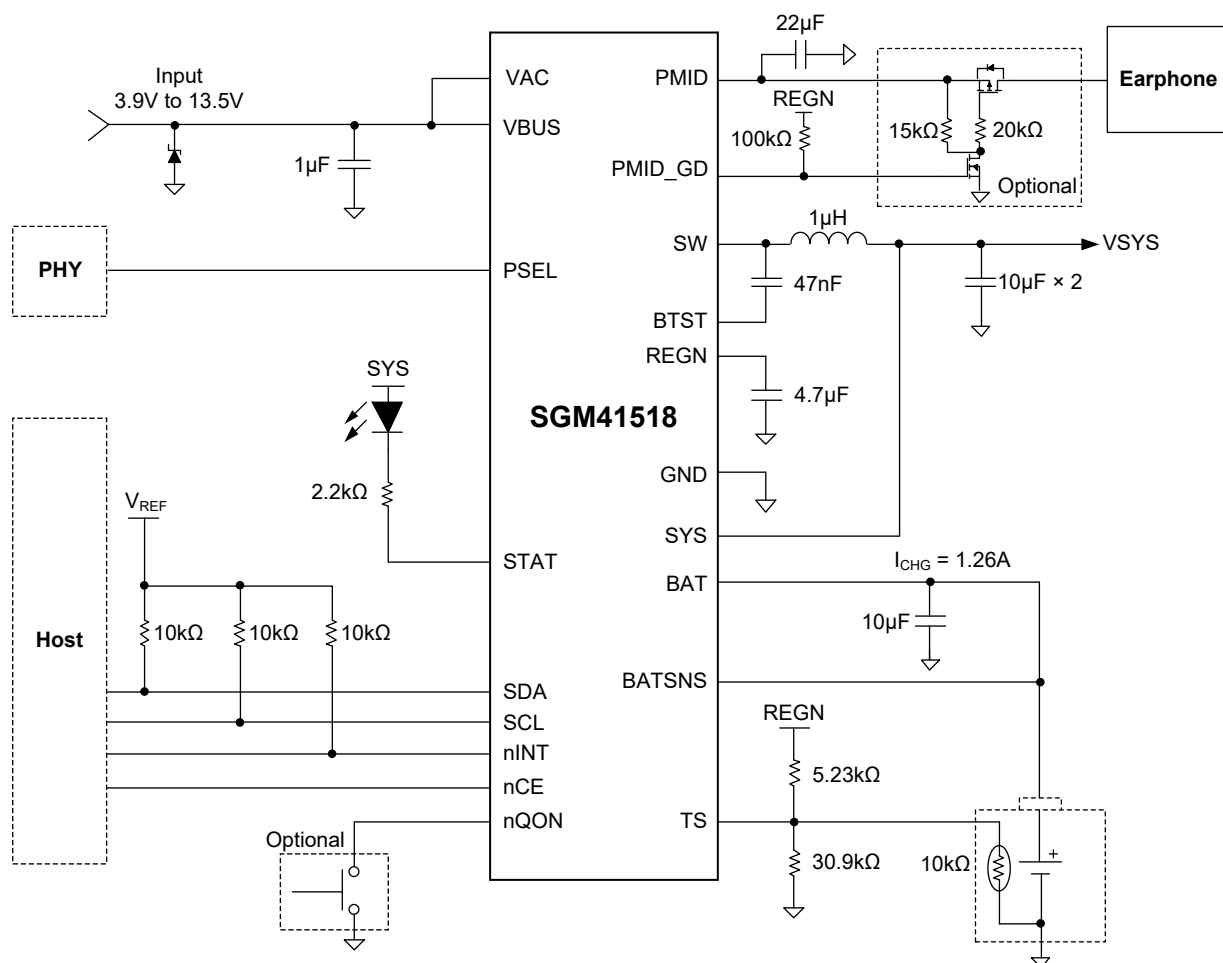 22µF
VAC
PMID
Earphone
Input
3.9V to 13.5V
REGN
VBUS
15kΩ
20kΩ
100kΩ
1µF
PMID_GD
Optional
1µH
SW
VSYS
PHY
PSEL
47nF
10µF × 2
BTST
REGN
SYS
4.7µF
SGM41518
GND
2.2kΩ
VREF
SYS
STAT
ICHG = 1.26A
BAT
10kΩ
10kΩ
10kΩ
10µF
Host
BATSNS
SDA
REGN
SCL
nINT
5.23kΩ
nCE
TS
nQON
Optional
30.9kΩ
10kΩ
+